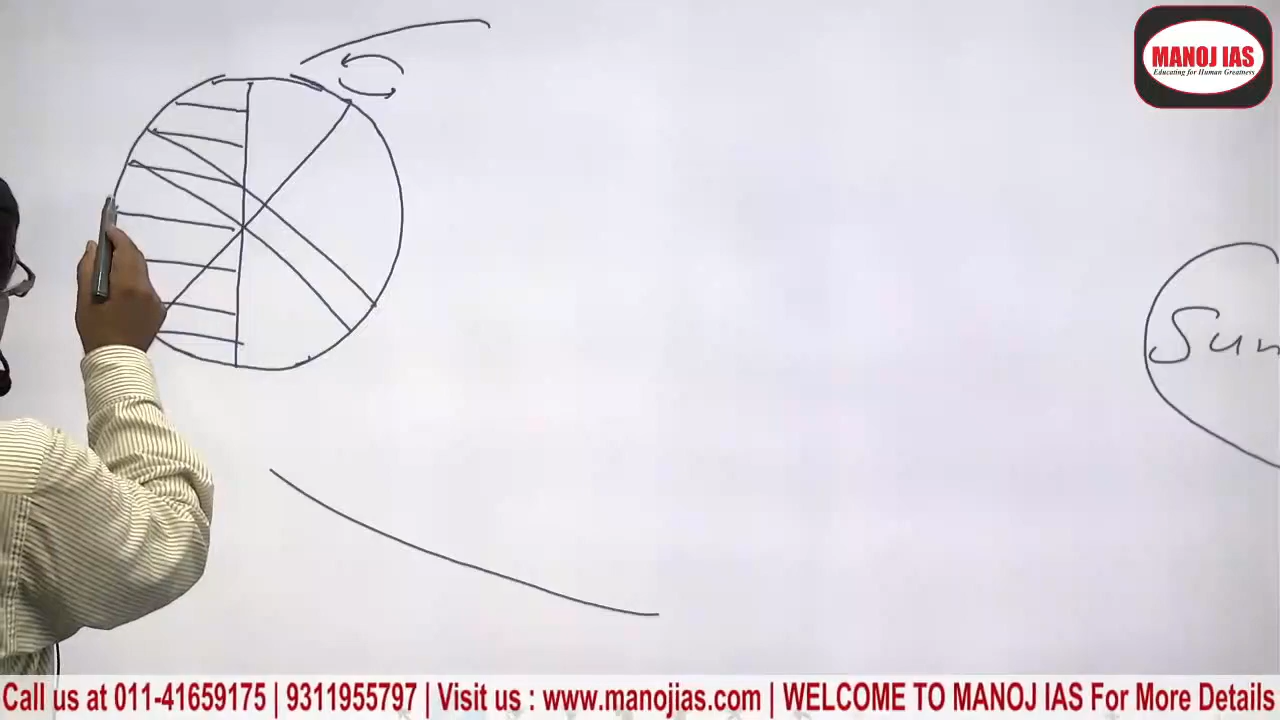 MANOJ IAS
Educating for Human Greatness
Sun
Call us at 011-41659175 | 9311955797 | Visit us : www.manojias.com | WELCOME TO MANOJ IAS For More Details